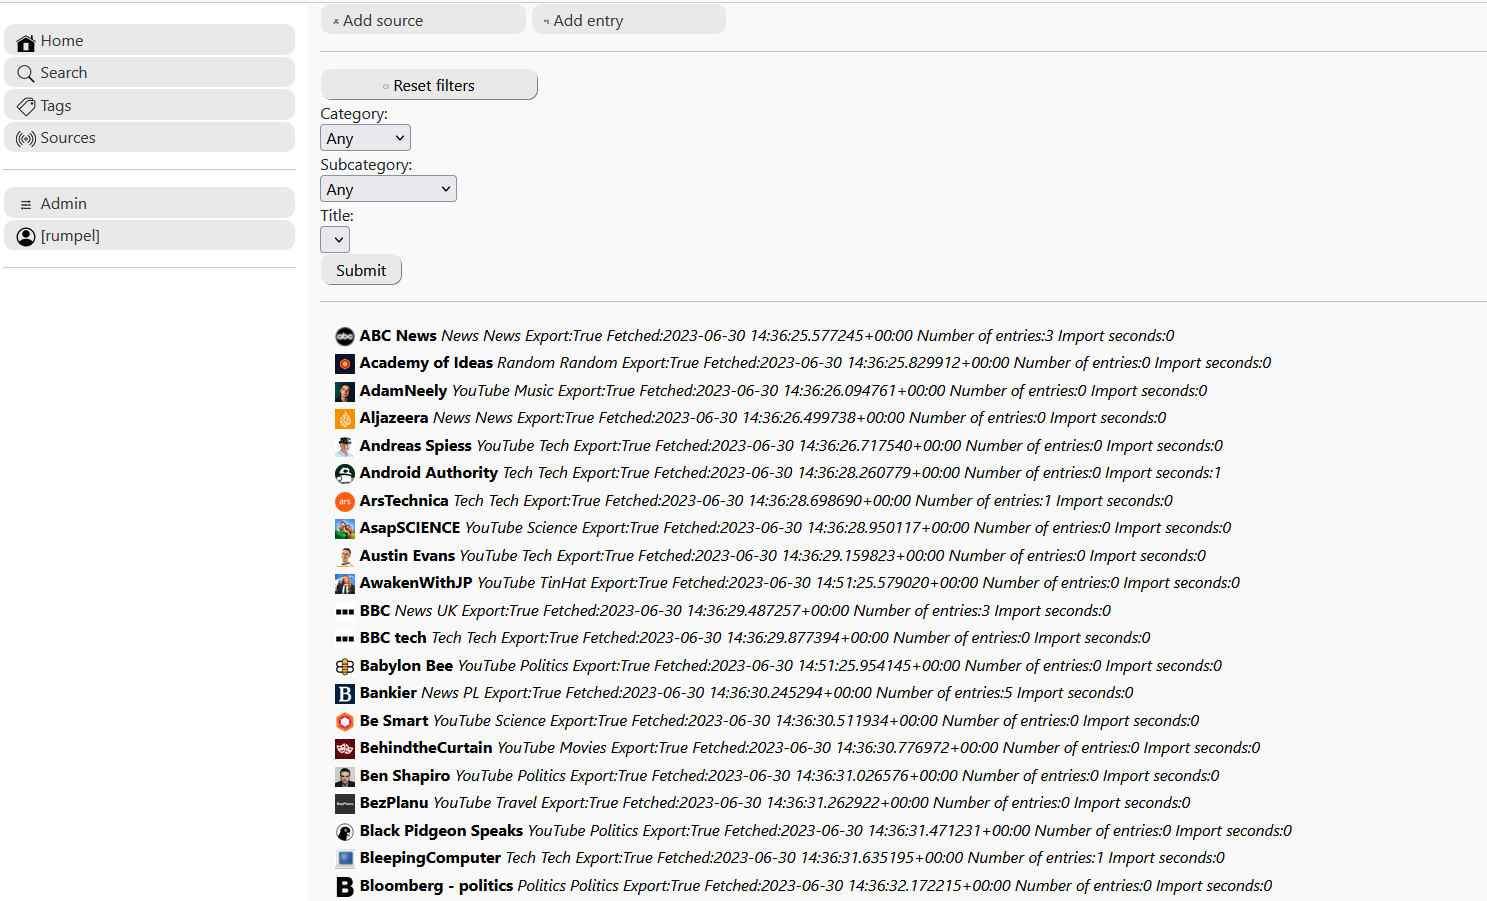 Add source
Add entry
Home
Search
Tags
Sources
Admin
[rumpel]
Reset filters
Category:
Any
Subcategory:
Any
Title:
Submit
ABC News News News Export:True Fetched:2023-06-30 14:36:25.577245+00:00 Number of entries:3 Import seconds:0
Academy of Ideas Random Random Export:True Fetched:2023-06-30 14:36:25.829912+00:00 Number of entries:0 Import seconds:0
AdamNeely YouTube Music Export:True Fetched:2023-06-30 14:36:26.094761+00:00 Number of entries:0 Import seconds:0
Aljazeera News News Export:True Fetched:2023-06-30 14:36:26.499738+00:00 Number of entries:0 Import seconds:0
Andreas Spiess YouTube Tech Export:True Fetched:2023-06-30 14:36:26.717540+00:00 Number of entries:0 Import seconds:0
Android Authority Tech Tech Export:True Fetched:2023-06-30 14:36:28.260779+00:00 Number of entries:0 Import seconds:1
ArsTechnica Tech Tech Export:True Fetched:2023-06-30 14:36:28.698690+00:00 Number of entries:1 Import seconds:0
AsapSCIENCE YouTube Science Export:True Fetched:2023-06-30 14:36:28.950117+00:00 Number of entries:0 Import seconds:0
Austin Evans YouTube Tech Export:True Fetched:2023-06-30 14:36:29.159823+00:00 Number of entries:0 Import seconds:0
AwakenWithJP YouTube TinHat Export:True Fetched:2023-06-30 14:51:25.579020+00:00 Number of entries:0 Import seconds:0
BBC News UK Export:True Fetched:2023-06-30 14:36:29.487257+00:00 Number of entries:3 Import seconds:0
BBC tech Tech Tech Export:True Fetched:2023-06-30 14:36:29.877394+00:00 Number of entries:0 Import seconds:0
Babylon Bee YouTube Politics Export:True Fetched:2023-06-30 14:51:25.954145+00:00 Number of entries:0 Import seconds:0
Bankier News PL Export:True Fetched:2023-06-30 14:36:30.245294+00:00 Number of entries:5 Import seconds:0
Be Smart YouTube Science Export:True Fetched:2023-06-30 14:36:30.511934+00:00 Number of entries:0 Import seconds:0
BehindtheCurtain YouTube Movies Export:True Fetched:2023-06-30 14:36:30.776972+00:00 Number of entries:0 Import seconds:0
Ben Shapiro YouTube Politics Export:True Fetched:2023-06-30 14:36:31.026576+00:00 Number of entries:0 Import seconds:0
BezPlanu YouTube Travel Export:True Fetched:2023-06-30 14:36:31.262922+00:00 Number of entries:0 Import seconds:0
Black Pidgeon Speaks YouTube Politics Export:True Fetched:2023-06-30 14:36:31.471231+00:00 Number of entries:0 Import seconds:0
BleepingComputer Tech Tech Export:True Fetched:2023-06-30 14:36:31.635195+00:00 Number of entries:1 Import seconds:0
Bloomberg - politics Politics Politics Export:True Fetched:2023-06-30 14:36:32.172215+00:00 Number of entries:0 Import seconds:0